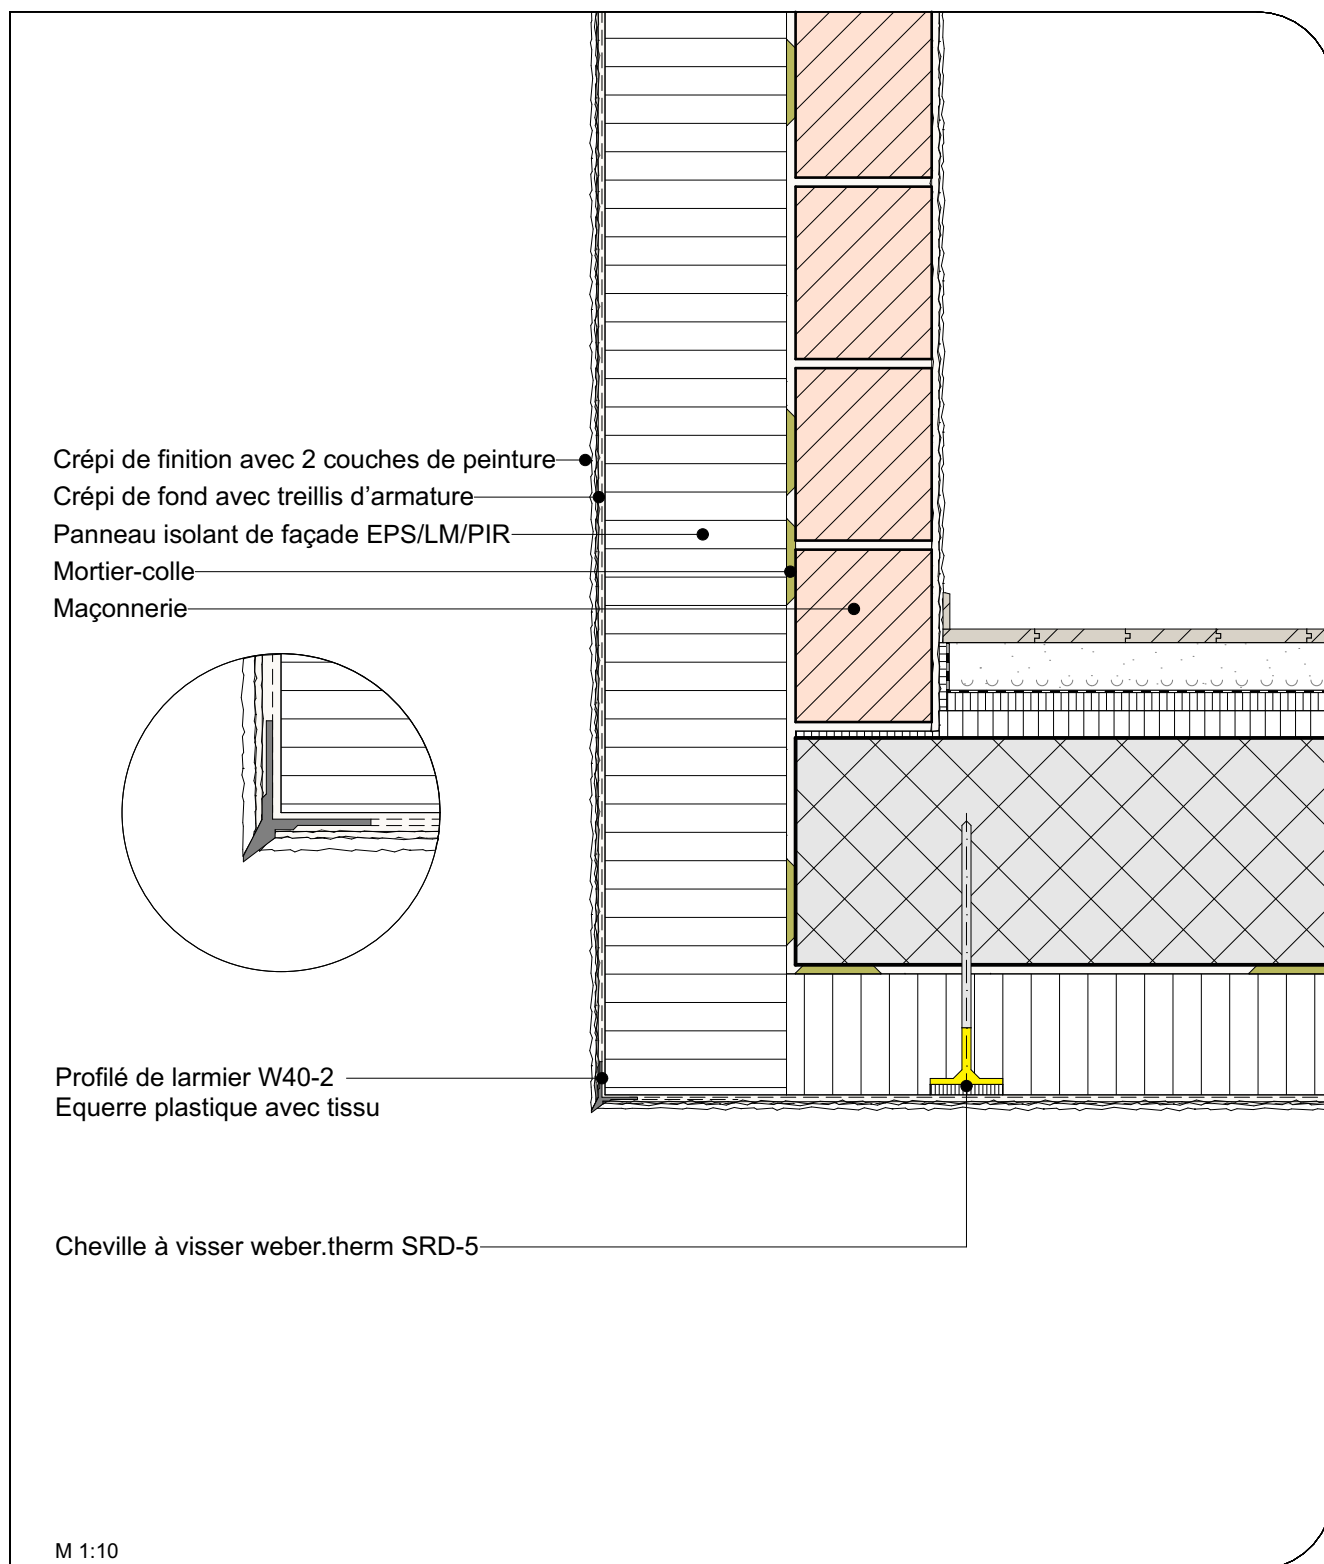 Crépi de finition avec 2 couches de peinture
Crépi de fond avec treillis d'armature
Panneau isolant de façade EPS/LM/PIR
Mortier-colle
Maçonnerie
Profilé de larmier W40-2
Equerre plastique avec tissu
Cheville à visser weber.therm SRD-5
M 1:10